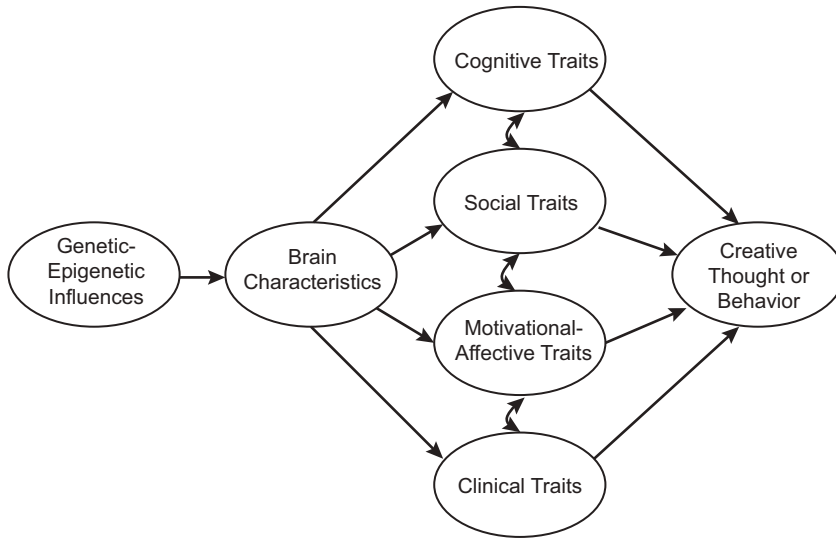 Cognitive Traits
Social Traits
Genetic-
Epigenetic
Influences
Brain
Characteristics
Creative
Thought or
Behavior
Motivational-
Affective Traits
Clinical Traits